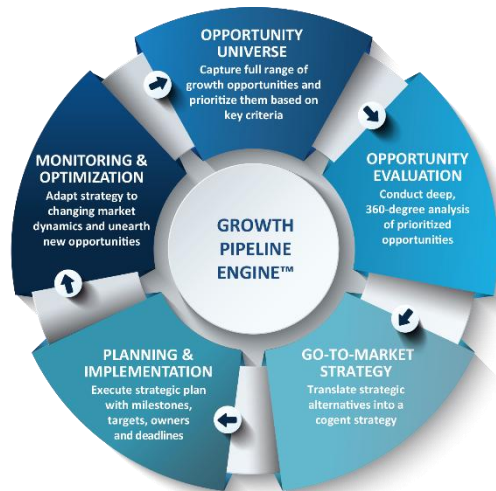 OPPORTUNITY
UNIVERSE
Capture full range of
growth opportunities and
prioritize them based on
key criteria
OPPORTUNITY
EVALUATION
Conduct deep,
360-degree analysis
of prioritized
opportunities
GO-TO-MARKET
STRATEGY
Translate strategic
alternatives into a
cogent strategy
PLANNING &
IMPLEMENTATION
Execute strategic plan
with milestones,
targets, owners
and deadlines
MONITORING &
OPTIMIZATION
Adapt strategy to
changing market
dynamics and unearth
new opportunities
GROWTH
PIPELINE
ENGINE™